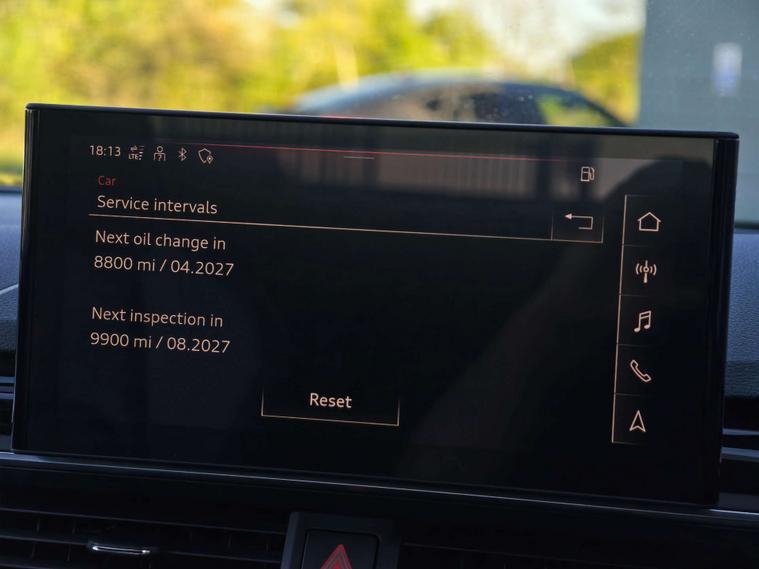 18:13 LTE
Car
Service intervals
Next oil change in
8800 mi / 04.2027
Next inspection in
9900 mi / 08.2027
Reset